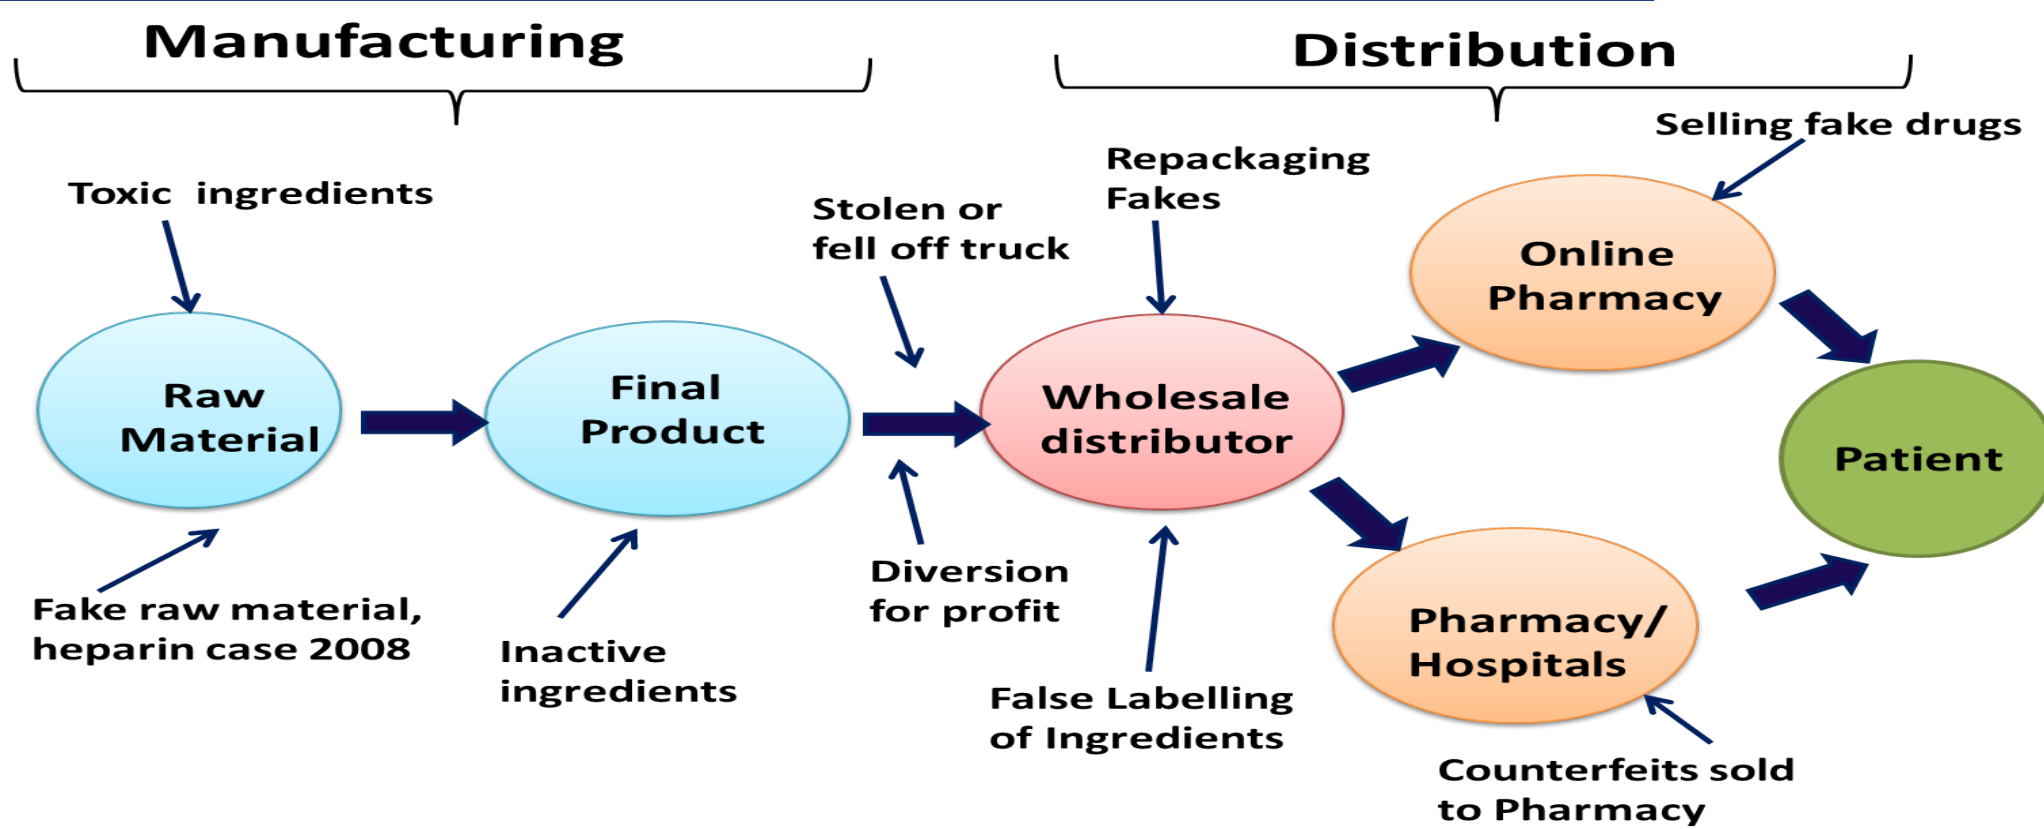 Manufacturing
Distribution
Selling fake drugs
Toxic ingredients
Stolen or
fell off truck
Repackaging
Fakes
Online
Pharmacy
Raw
Material
Final
Product
Wholesale
distributor
Patient
Fake raw material,
heparin case 2008
Inactive
ingredients
Diversion
for profit
False Labelling
of Ingredients
Pharmacy/
Hospitals
Counterfeits sold
to Pharmacy